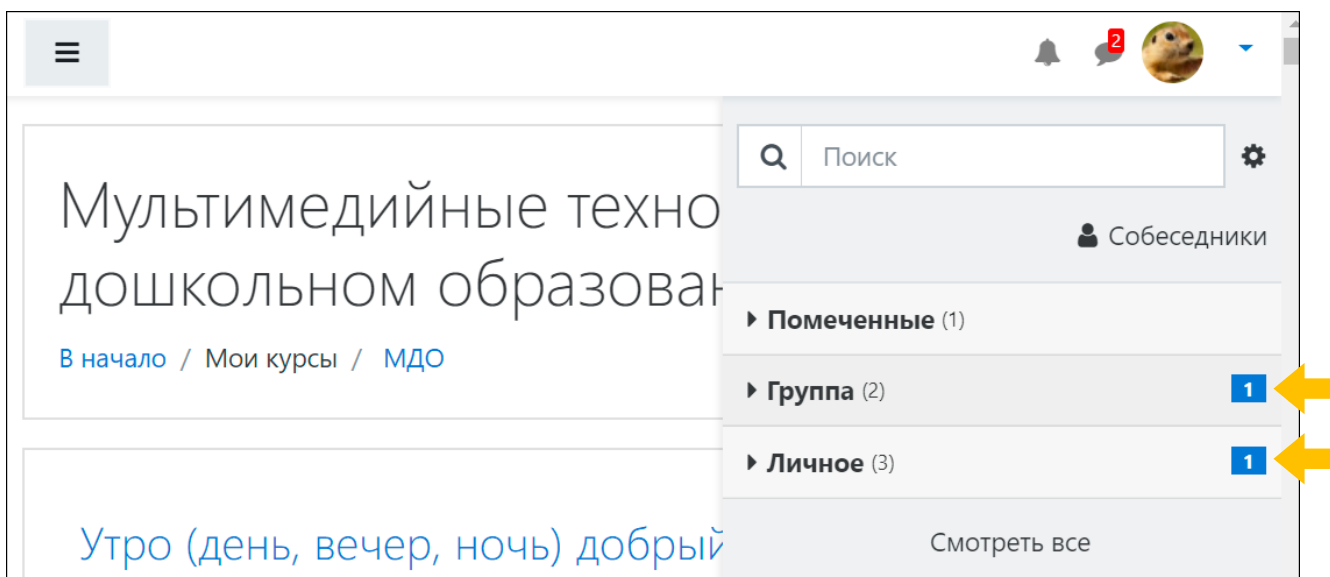 2
Мультимедийные техно
дошкольном образован
В начало / Мои курсы / МДО
Утро (день, вечер, ночь) добрый
Поиск
Собеседники
Помеченные (1)
Группа (2) 1
Личное (3) 1
Смотреть все